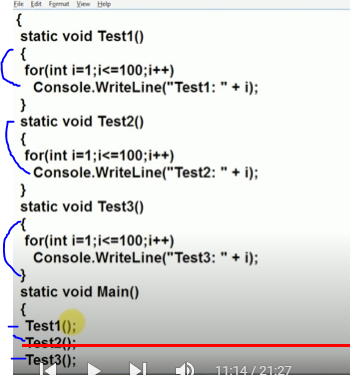 File Edit Format View Help
{
static void Test1()
{
for(int i=1;i<=100;i++)
Console.WriteLine("Test1: " + i);
}
static void Test2()
{
for(int i=1;i<=100;i++)
Console.WriteLine("Test2: " + i);
}
static void Test3()
{
for(int i=1;i<=100;i++)
Console.WriteLine("Test3: " + i);
}
static void Main()
{
Test1();
Test2();
Test3();
11:14 / 21:27